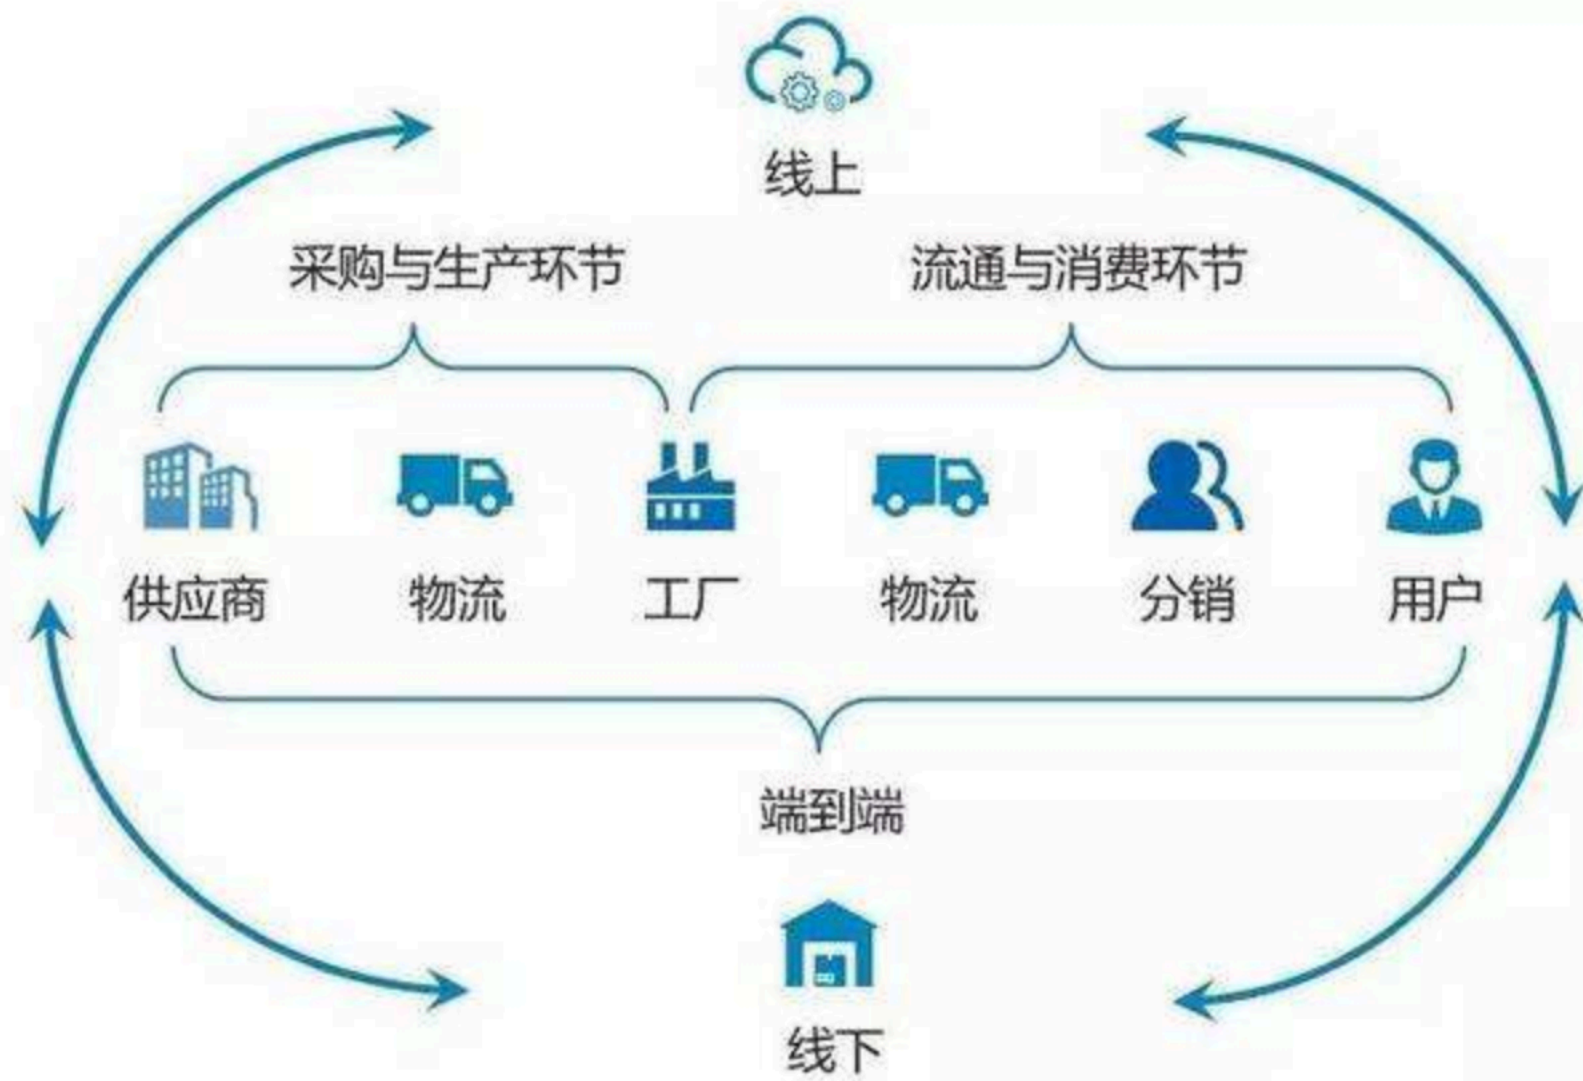 线上
采购与生产环节
流通与消费环节
供应商
物流
工厂
物流
分销
用户
端到端
线下